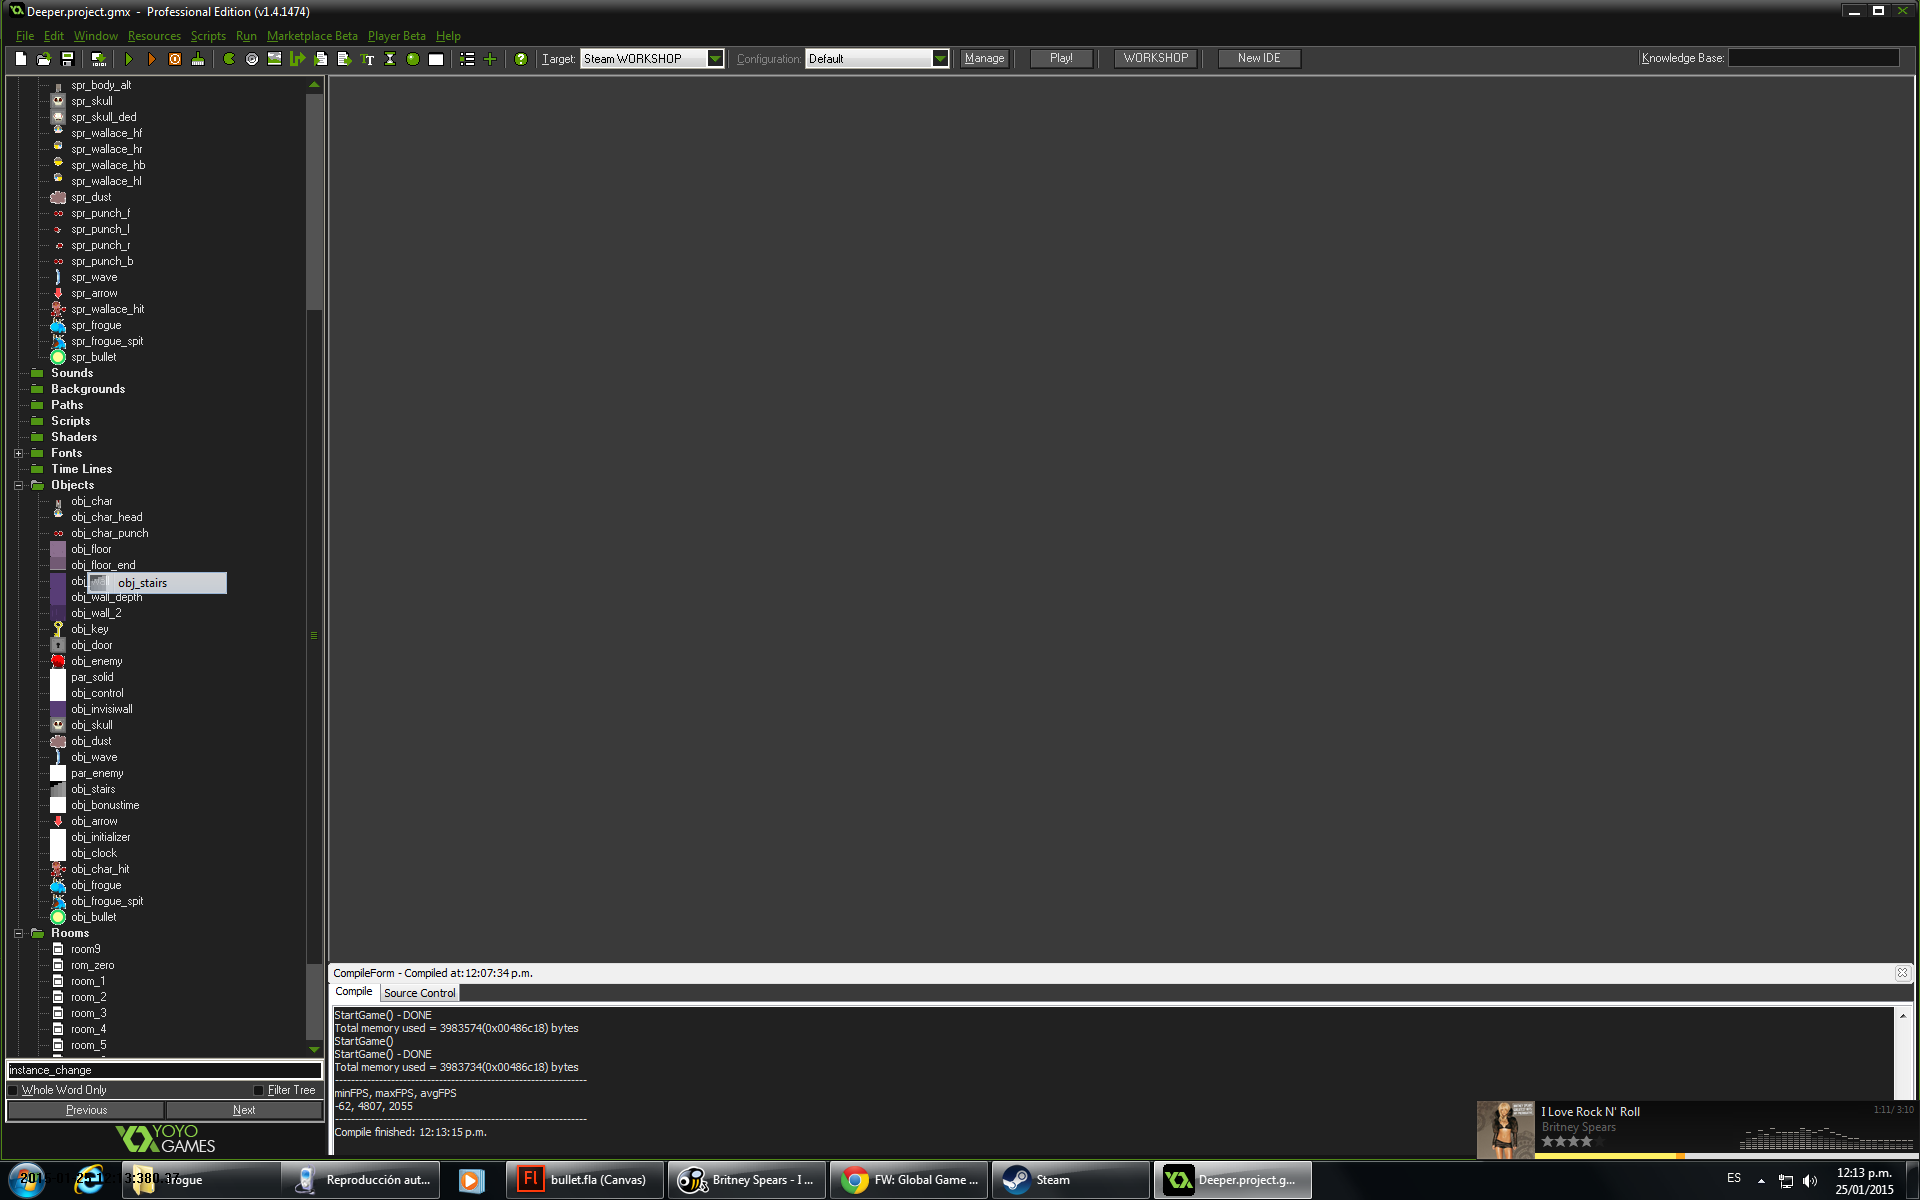 Deeper.project.gmx - Professional Edition (v1.4.1474)
File Edit Window Resources Scripts Run Marketplace Beta Player Beta Help
Target: Steam WORKSHOP Configuration: Default Manage Play! WORKSHOP New IDE Knowledge Base:
spr_body_alt
spr_skull
spr_skull_ded
spr_wallace_hf
spr_wallace_hr
spr_wallace_hb
spr_wallace_hl
spr_dust
spr_punch_f
spr_punch_l
spr_punch_r
spr_punch_b
spr_wave
spr_arrow
spr_wallace_hit
spr_frogue
spr_frogue_spit
spr_bullet
Sounds
Backgrounds
Paths
Scripts
Shaders
Fonts
Time Lines
Objects
obj_char
obj_char_head
obj_char_punch
obj_floor
obj_floor_end
obj_stairs
obj_wall_depth
obj_wall_2
obj_key
obj_door
obj_enemy
par_solid
obj_control
obj_invisiwall
obj_skull
obj_dust
obj_wave
par_enemy
obj_stairs
obj_bonustime
obj_arrow
obj_initializer
obj_clock
obj_char_hit
obj_frogue
obj_frogue_spit
obj_bullet
Rooms
room9
rom_zero
room_1
room_2
room_3
room_4
room_5
instance_change
Whole Word Only Filter Tree
Previous Next
YOYO GAMES
CompileForm - Compiled at: 12:07:34 p.m.
Compile Source Control
StartGame() - DONE
Total memory used = 3983574(0x00486c18) bytes
StartGame()
StartGame() - DONE
Total memory used = 3983734(0x00486c18) bytes
minFPS, maxFPS, avgFPS
-62, 4807, 2055
Compile finished: 12:13:15 p.m.
I Love Rock N' Roll 1:11/ 3:10
Britney Spears
Reproducción aut... Fl bullet.fla (Canvas) Britney Spears - I ... FW: Global Game ... Steam Deeper.project.g... ES 12:13 p.m.
25/01/2015